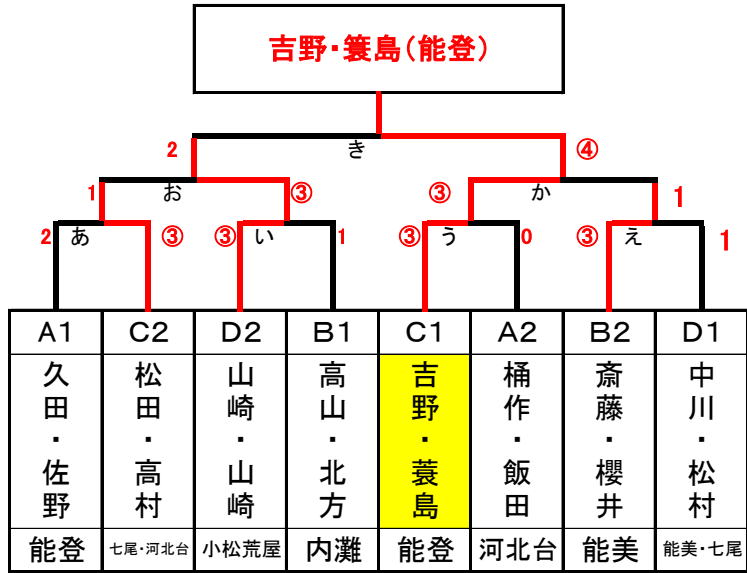 吉野・簑島(能登)
2 き ④
1 お ③ ③ か 1
2 あ ③ ③ い 1 ③ う 0 ③ え 1
A1 C2 D2 B1 C1 A2 B2 D1
久田・佐野
松田・高村
山崎・山崎
高山・北方
吉野・蓑島
桶作・飯田
斎藤・櫻井
中川・松村
能登 七尾・河北台 小松荒屋 内灘 能登 河北台 能美 能美・七尾